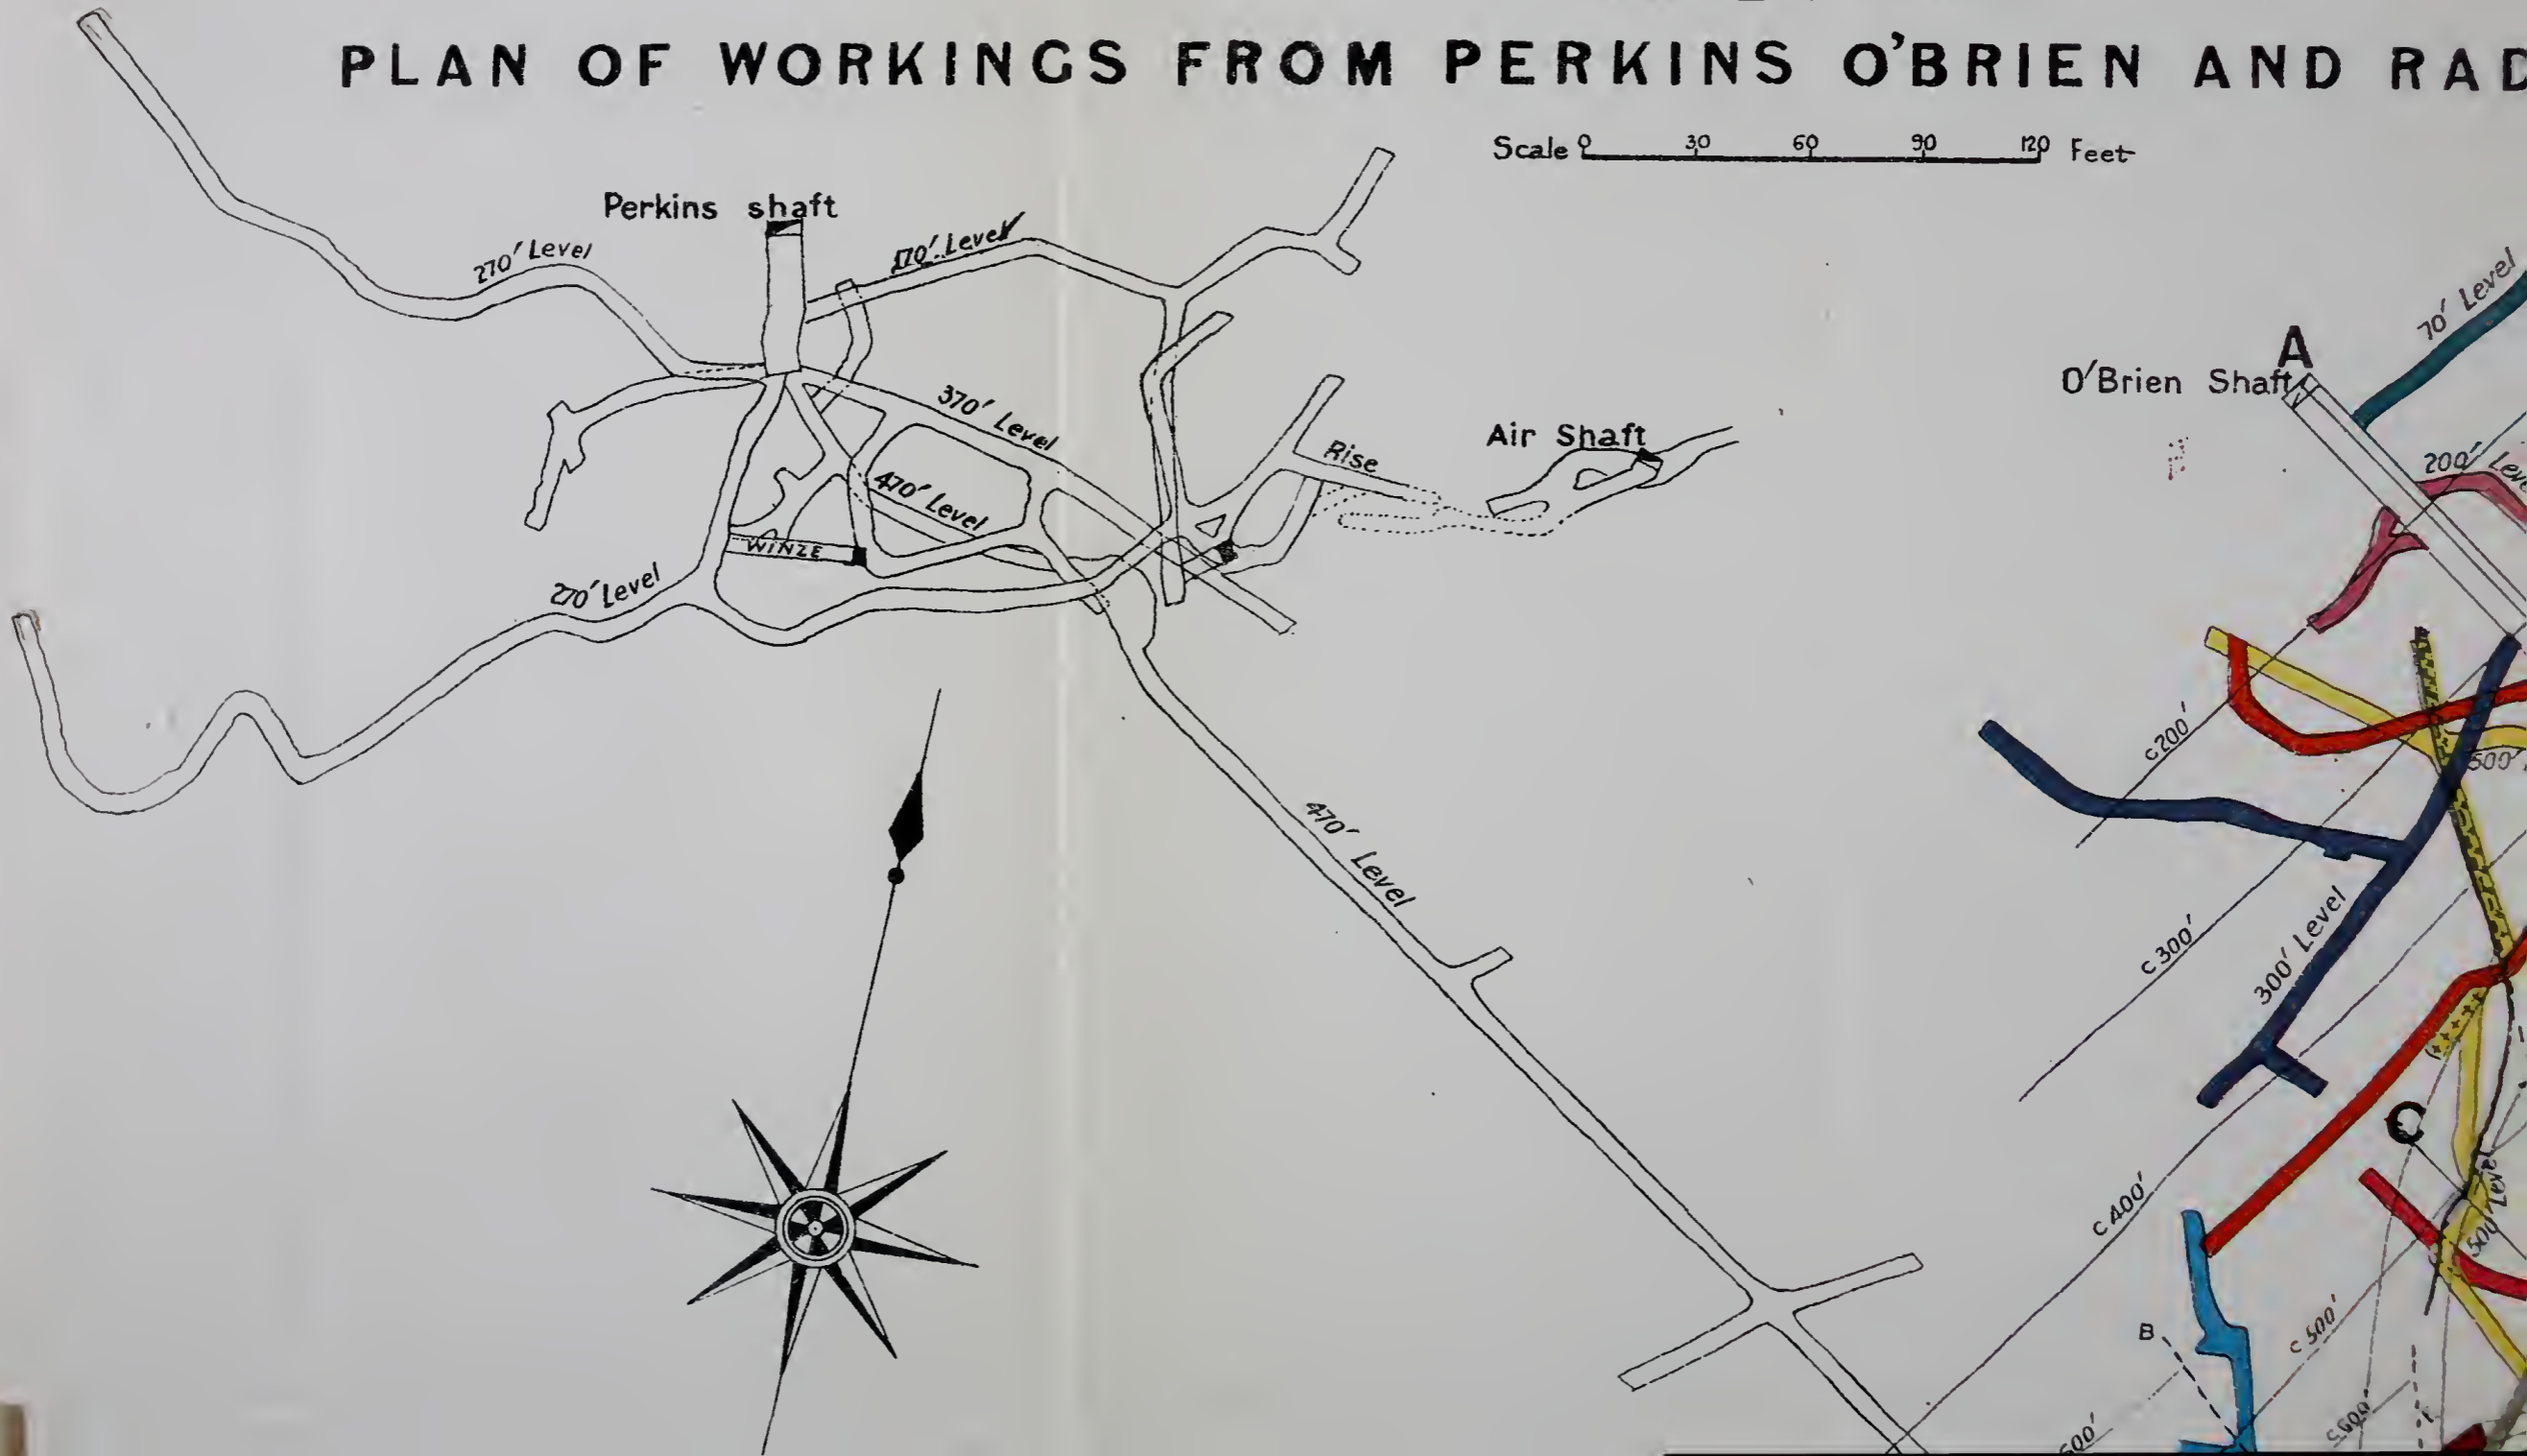 PLAN OF WORKINGS FROM PERKINS O'BRIEN AND RAD
Scale 0 30 60 90 120 Feet
Perkins shaft
270' Level
170' Level
70' Level
A
O'Brien Shaft
370' Level
Air Shaft
Rise
200' Leve
470' Level
WINZE
270' Level
c 200'
500'
470' Level
300' Level
c 300'
C
c 400'
500' Level
c 500'
B
c 600'
600'